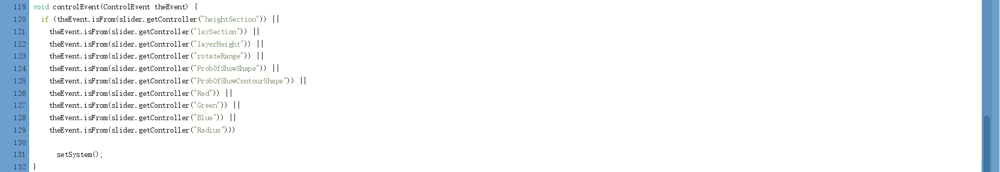 119 void controlEvent(ControlEvent theEvent) {
120   if (theEvent.isFrom(slider.getController("heightSection")) ||
121     theEvent.isFrom(slider.getController("laySection")) ||
122     theEvent.isFrom(slider.getController("layerHeight")) ||
123     theEvent.isFrom(slider.getController("rotateRange")) ||
124     theEvent.isFrom(slider.getController("ProbOfShowShape")) ||
125     theEvent.isFrom(slider.getController("ProbOfShowContourShape")) ||
126     theEvent.isFrom(slider.getController("Red")) ||
127     theEvent.isFrom(slider.getController("Green")) ||
128     theEvent.isFrom(slider.getController("Blue")) ||
129     theEvent.isFrom(slider.getController("Radius")))
130
131       setSystem();
132 }